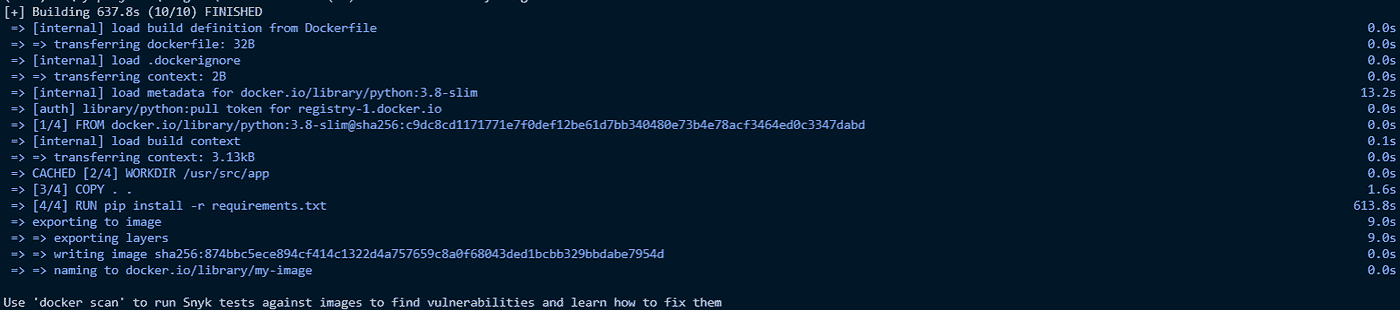 [+] Building 637.8s (10/10) FINISHED
=> [internal] load build definition from Dockerfile 0.0s
=> => transferring dockerfile: 32B 0.0s
=> [internal] load .dockerignore 0.0s
=> => transferring context: 2B 0.0s
=> [internal] load metadata for docker.io/library/python:3.8-slim 13.2s
=> [auth] library/python:pull token for registry-1.docker.io 0.0s
=> [1/4] FROM docker.io/library/python:3.8-slim@sha256:c9dc8cd1171771e7f0def12be61d7bb340480e73b4e78acf3464ed0c3347dabd 0.0s
=> [internal] load build context 0.1s
=> => transferring context: 3.13kB 0.0s
=> CACHED [2/4] WORKDIR /usr/src/app 0.0s
=> [3/4] COPY . . 1.6s
=> [4/4] RUN pip install -r requirements.txt 613.8s
=> exporting to image 9.0s
=> => exporting layers 9.0s
=> => writing image sha256:874bbc5ece894cf414c1322d4a757659c8a0f68043ded1bcbb329bbdabe7954d 0.0s
=> => naming to docker.io/library/my-image 0.0s
Use 'docker scan' to run Snyk tests against images to find vulnerabilities and learn how to fix them